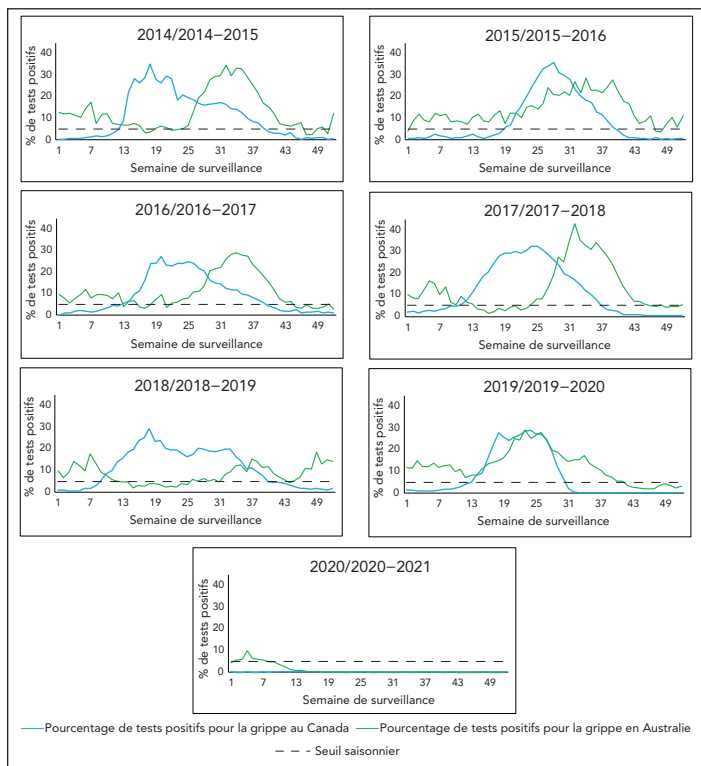 2014/2014–2015
% de tests positifs
40
30
20
10
0
1 7 13 19 25 31 37 43 49
Semaine de surveillance
2015/2015–2016
% de tests positifs
40
30
20
10
0
1 7 13 19 25 31 37 43 49
Semaine de surveillance
2016/2016–2017
% de tests positifs
40
30
20
10
0
1 7 13 19 25 31 37 43 49
Semaine de surveillance
2017/2017–2018
% de tests positifs
40
30
20
10
0
1 7 13 19 25 31 37 43 49
Semaine de surveillance
2018/2018–2019
% de tests positifs
40
30
20
10
0
1 7 13 19 25 31 37 43 49
Semaine de surveillance
2019/2019–2020
% de tests positifs
40
30
20
10
0
1 7 13 19 25 31 37 43 49
Semaine de surveillance
2020/2020–2021
% de tests positifs
40
30
20
10
0
1 7 13 19 25 31 37 43 49
Semaine de surveillance
Pourcentage de tests positifs pour la grippe au Canada Pourcentage de tests positifs pour la grippe en Australie
Seuil saisonnier